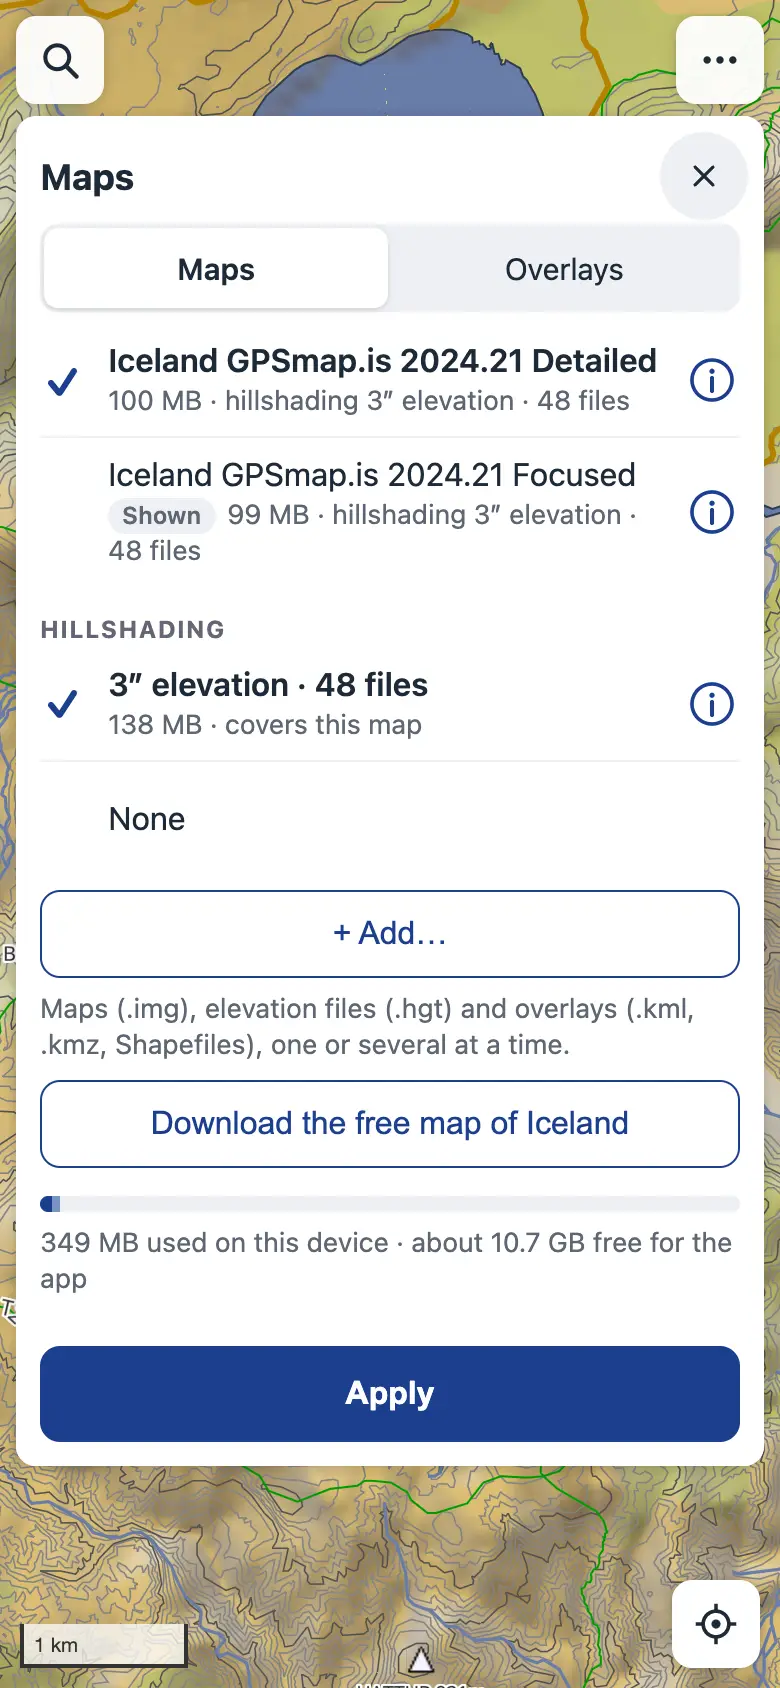 Maps
Maps
Overlays
Iceland GPSmap.is 2024.21 Detailed
100 MB · hillshading 3″ elevation · 48 files
Iceland GPSmap.is 2024.21 Focused
Shown 99 MB · hillshading 3″ elevation ·
48 files
HILLSHADING
3″ elevation · 48 files
138 MB · covers this map
None
+ Add…
Maps (.img), elevation files (.hgt) and overlays (.kml,
.kmz, Shapefiles), one or several at a time.
Download the free map of Iceland
349 MB used on this device · about 10.7 GB free for the
app
Apply
1 km